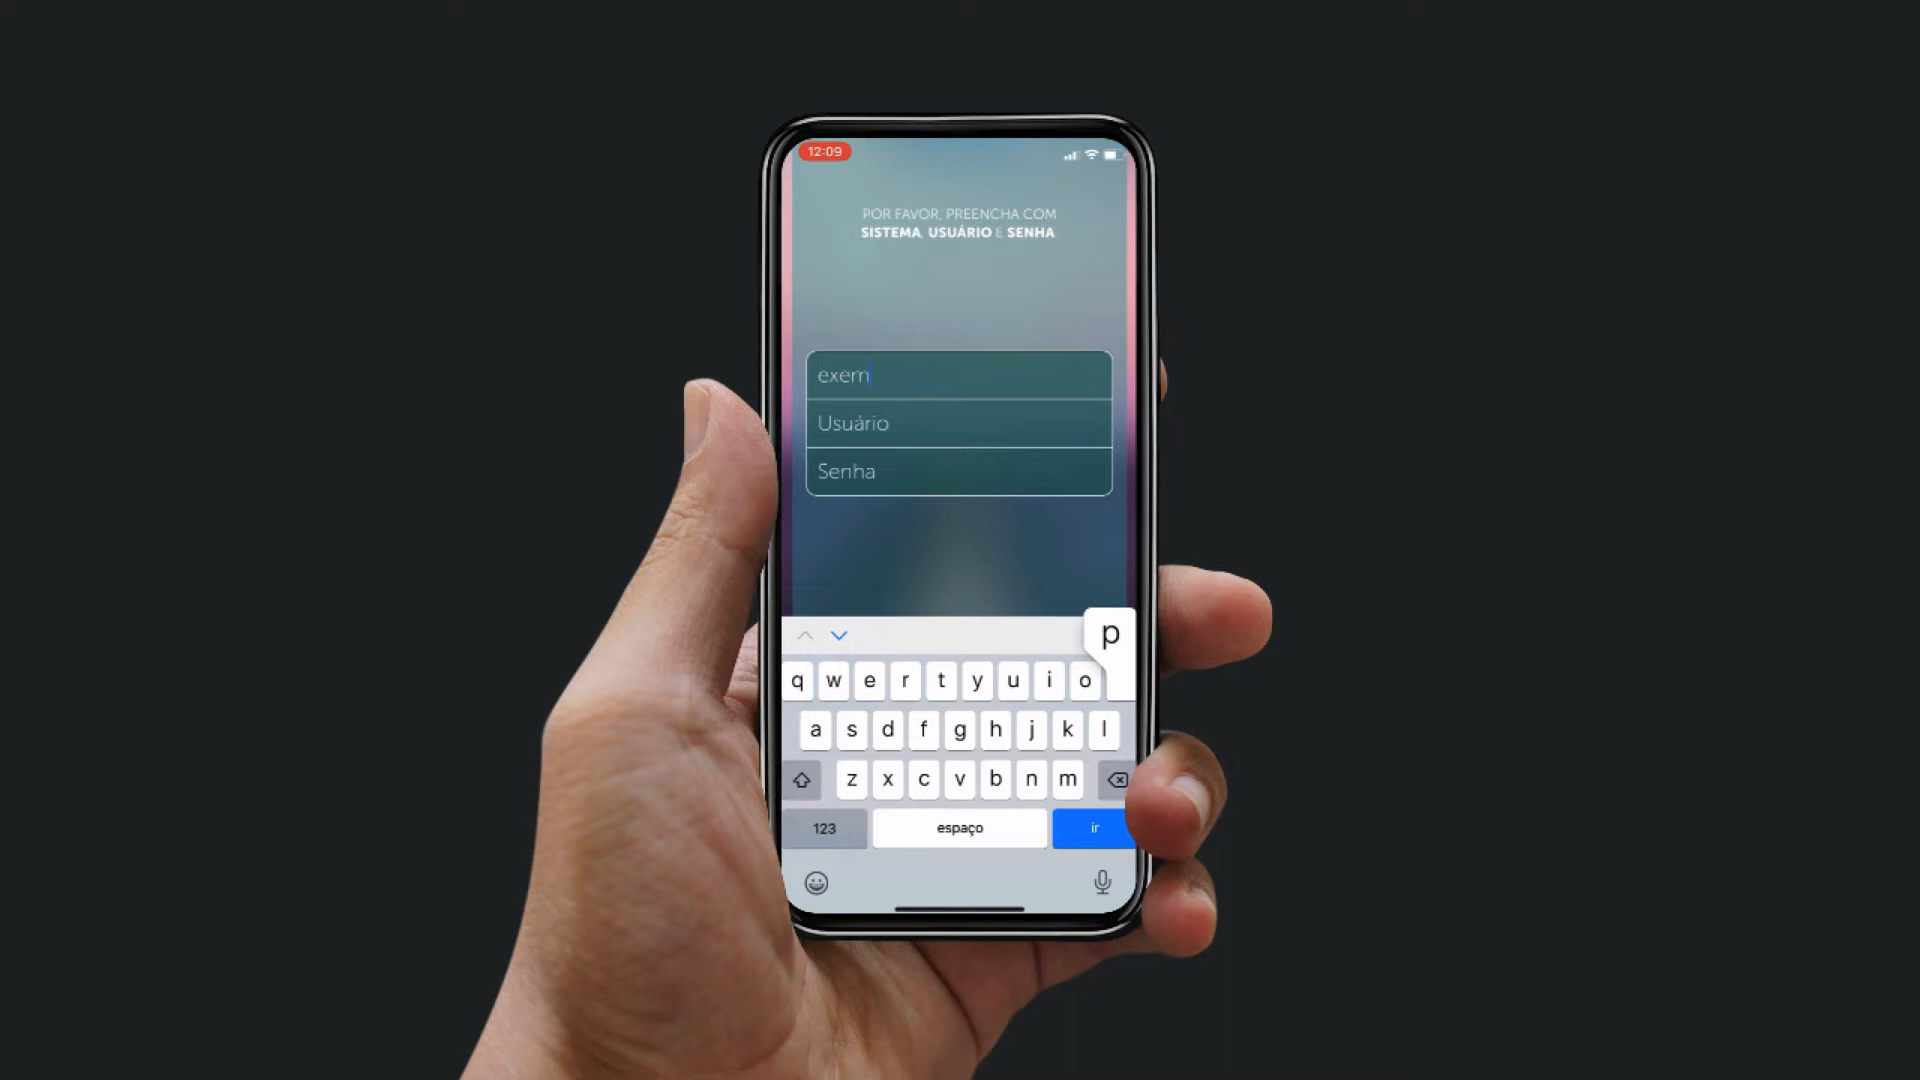 12:09
POR FAVOR, PREENCHA COM
SISTEMA, USUÁRIO E SENHA
exem
Usuário
Senha
p
q w e r t y u i o
a s d f g h j k l
z x c v b n m
123 espaço ir